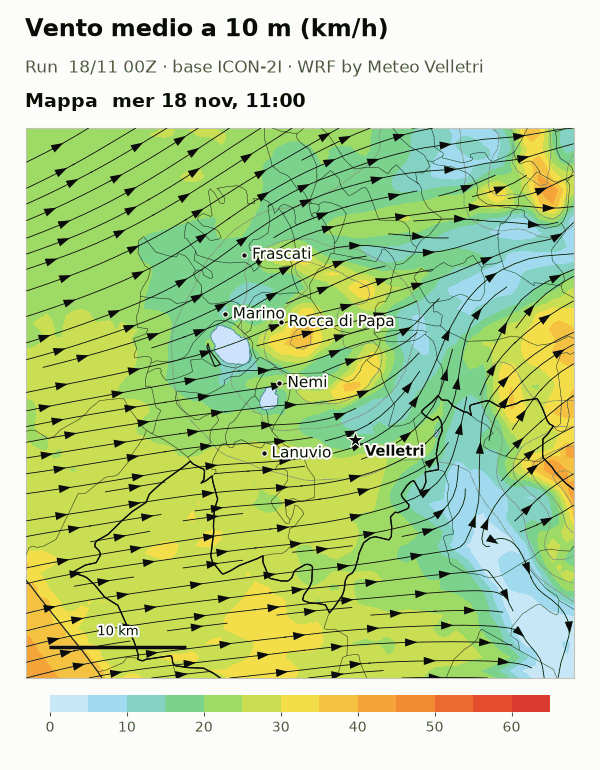 Vento medio a 10 m (km/h)
Run  18/11 00Z · base ICON-2I · WRF by Meteo Velletri
Mappa  mer 18 nov, 11:00
Frascati
Marino
Rocca di Papa
Nemi
Velletri
Lanuvio
10 km
0 10 20 30 40 50 60